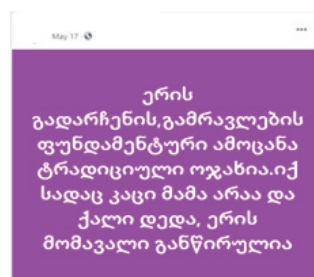 May 17
ერის
გადარჩენის,გამრავლების
ფუნდამენტური ამოცანა
ტრადიციული ოჯახია.იქ
სადაც კაცი მამა არაა და
ქალი დედა, ერის
მომავალი განწირულია